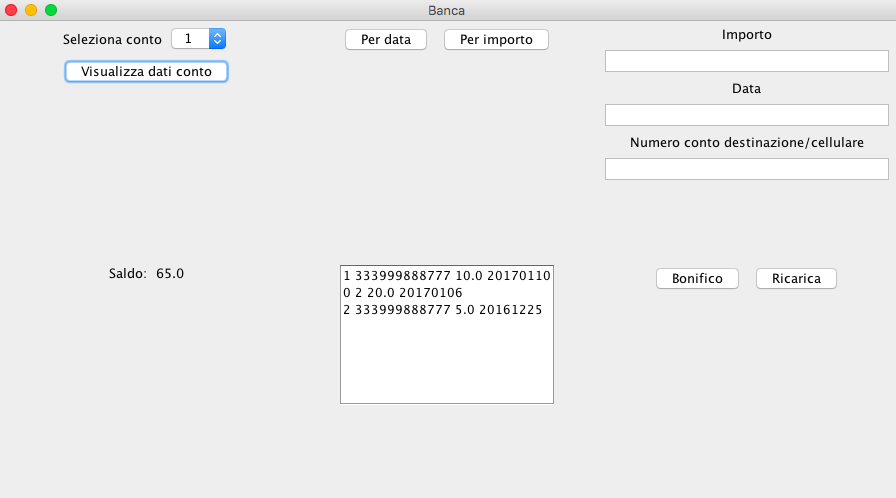 Banca
Seleziona conto 1
Visualizza dati conto
Per data Per importo
Importo
Data
Numero conto destinazione/cellulare
Saldo: 65.0
1 333999888777 10.0 20170110
0 2 20.0 20170106
2 333999888777 5.0 20161225
Bonifico Ricarica